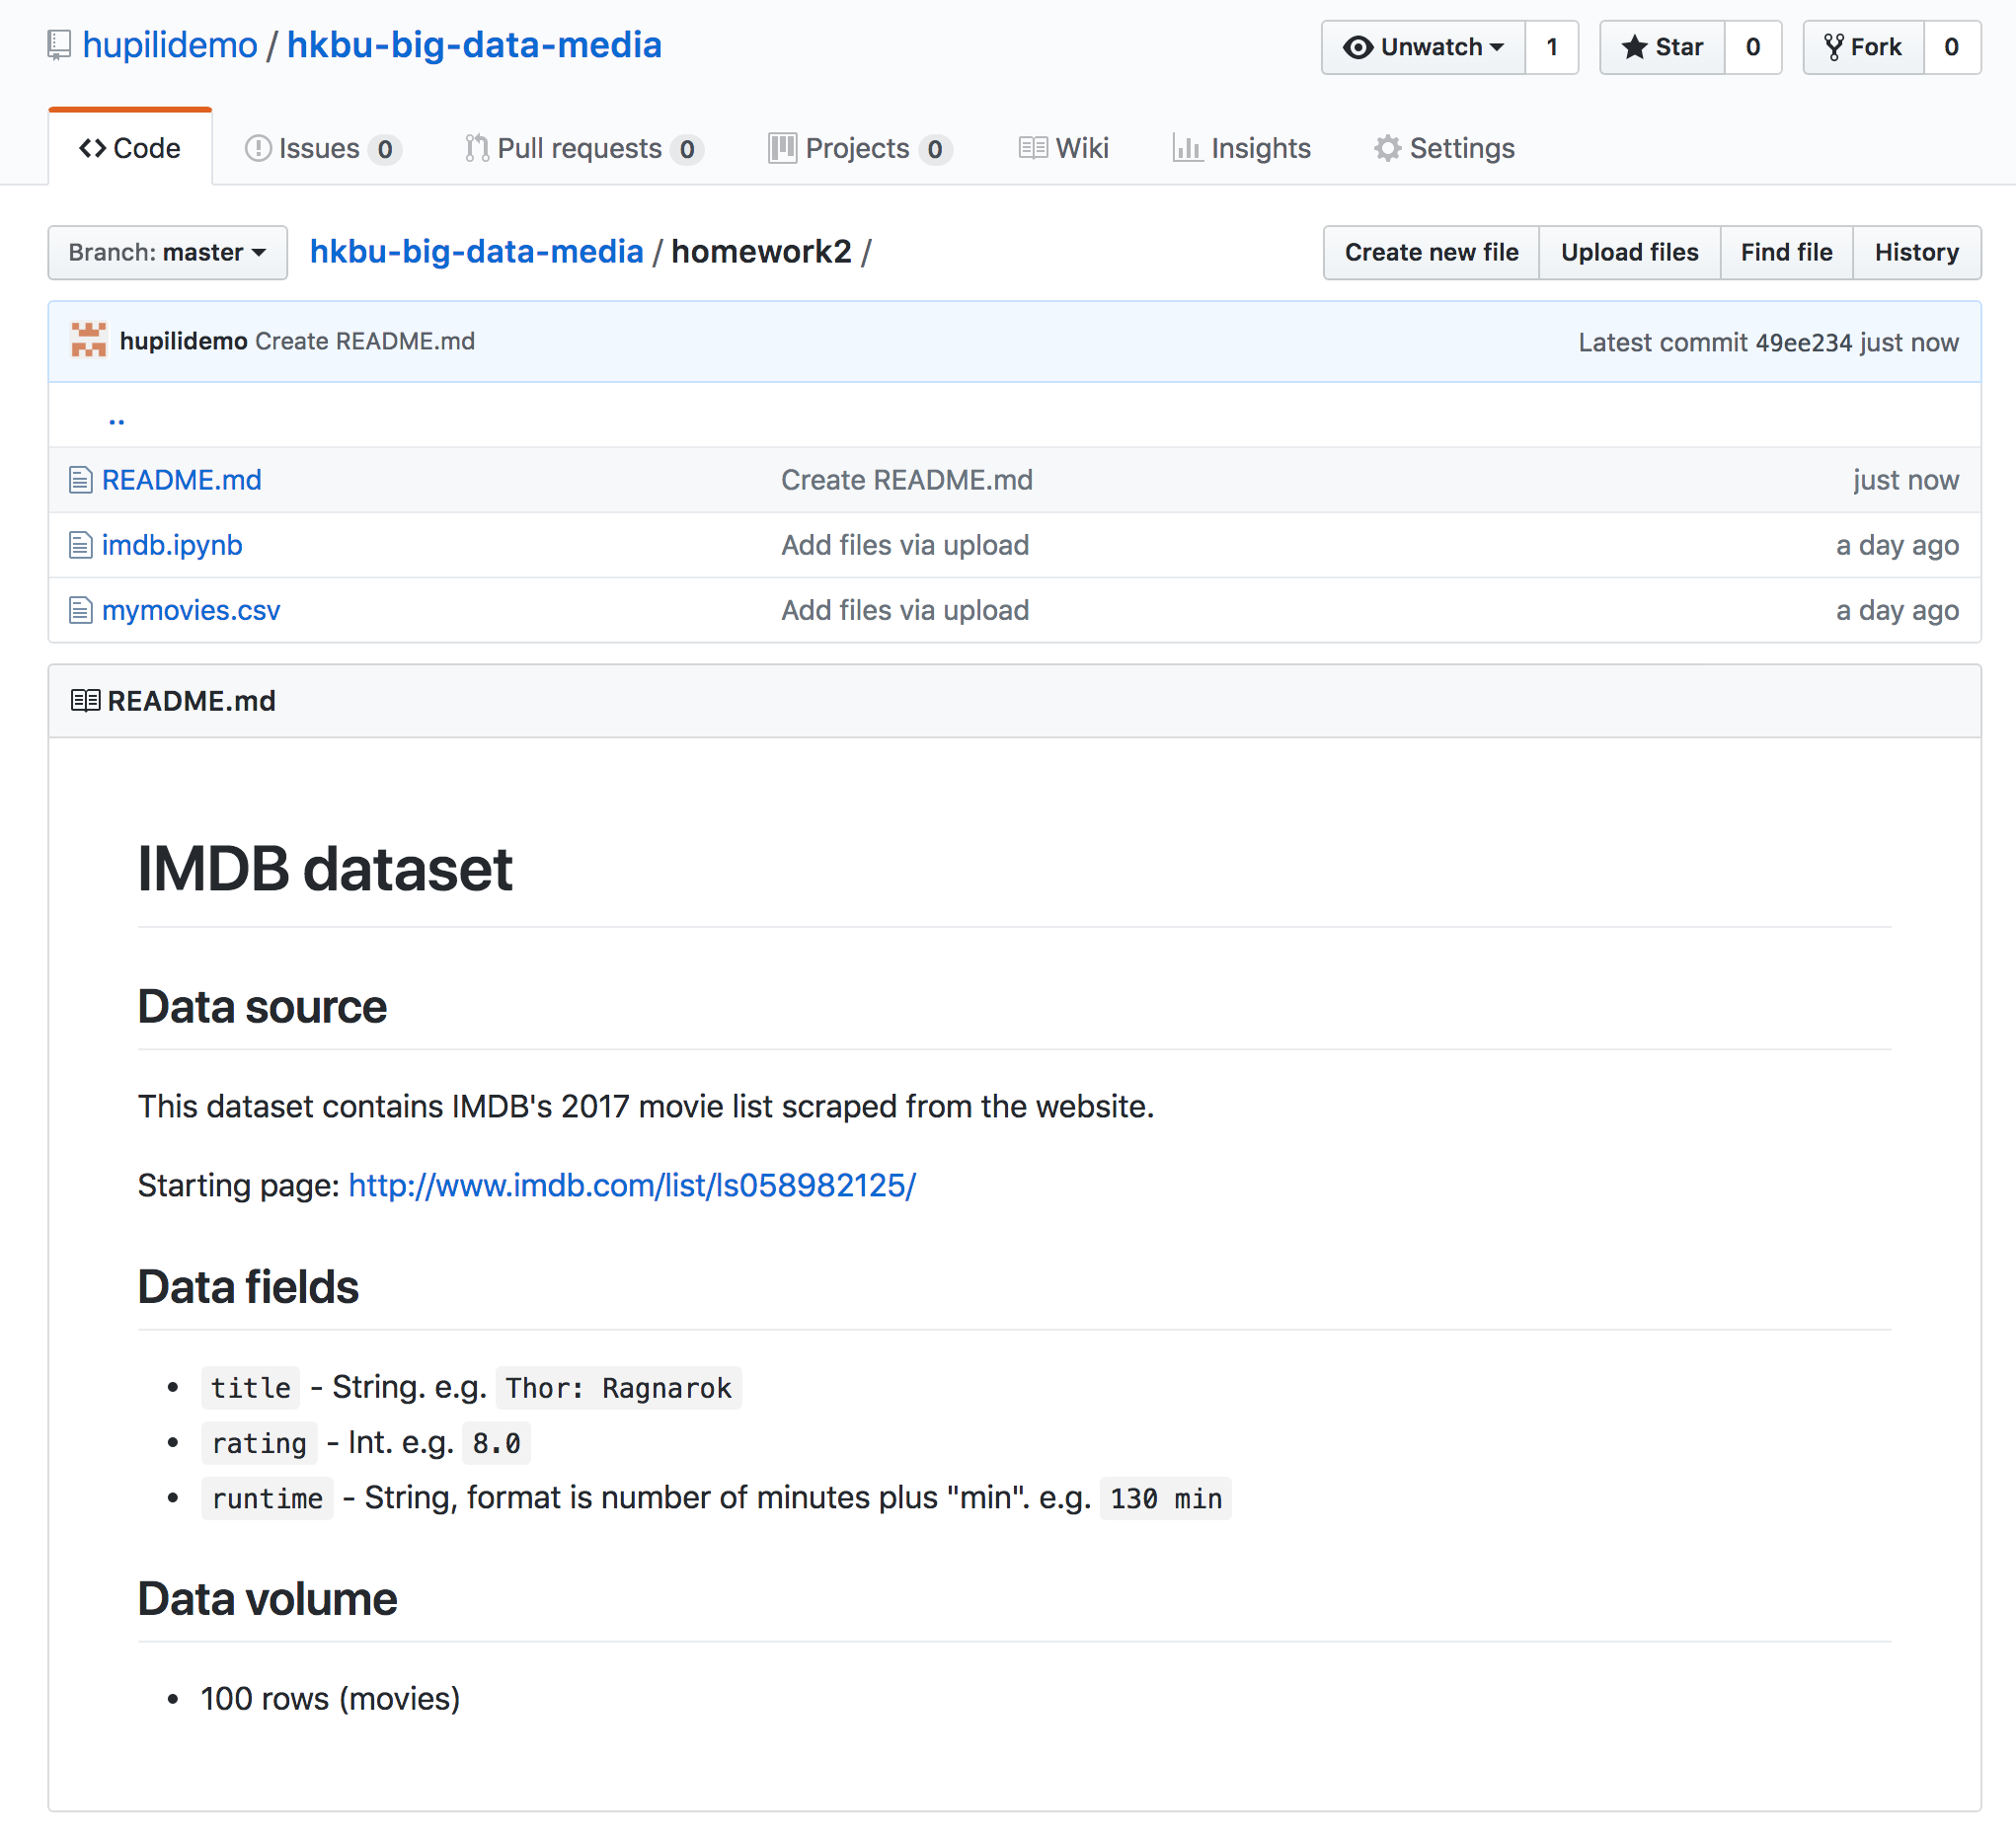 hupilidemo / hkbu-big-data-media Unwatch 1 Star 0 Fork 0
Code Issues 0 Pull requests 0 Projects 0 Wiki Insights Settings
Branch: master hkbu-big-data-media / homework2 / Create new file Upload files Find file History
hupilidemo Create README.md Latest commit 49ee234 just now
..
README.md Create README.md just now
imdb.ipynb Add files via upload a day ago
mymovies.csv Add files via upload a day ago
README.md
IMDB dataset
Data source
This dataset contains IMDB's 2017 movie list scraped from the website.
Starting page: http://www.imdb.com/list/ls058982125/
Data fields
• title - String. e.g. Thor: Ragnarok
• rating - Int. e.g. 8.0
• runtime - String, format is number of minutes plus "min". e.g. 130 min
Data volume
• 100 rows (movies)